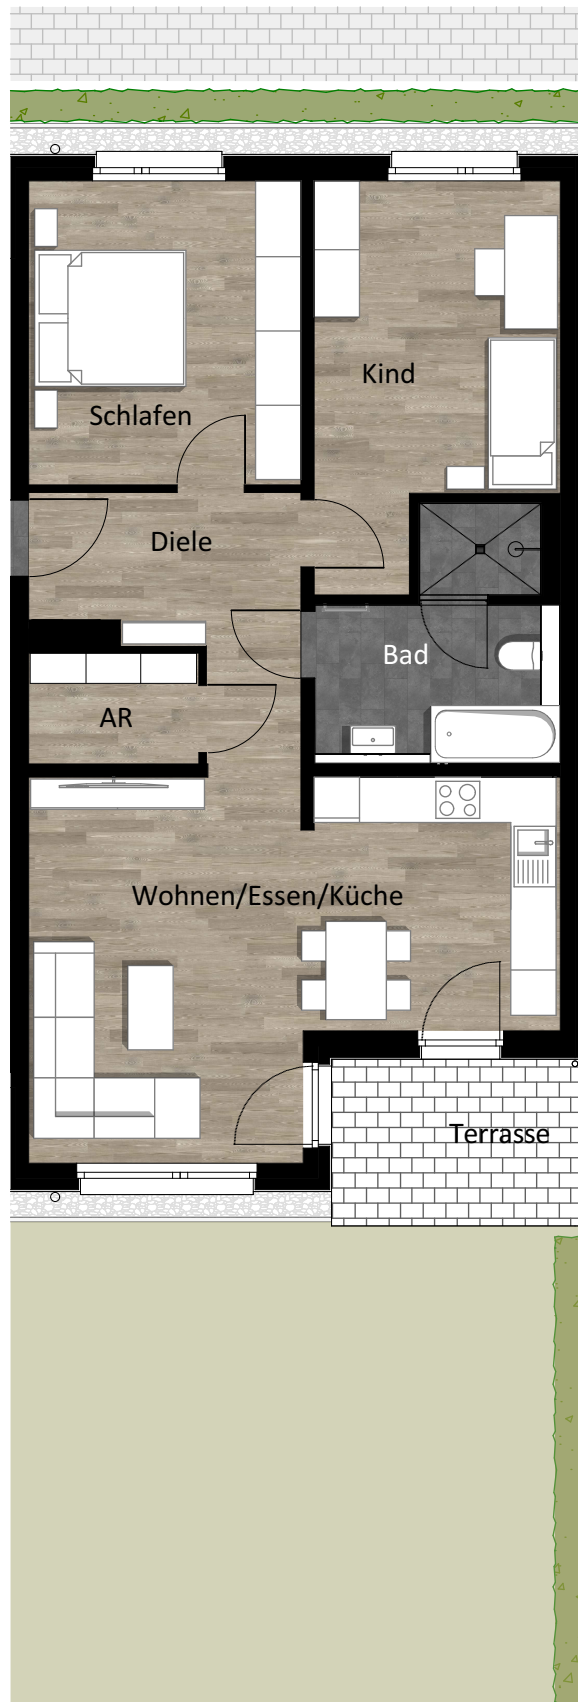 Kind
Schlafen
Diele
Bad
AR
Wohnen/Essen/Küche
Terrasse